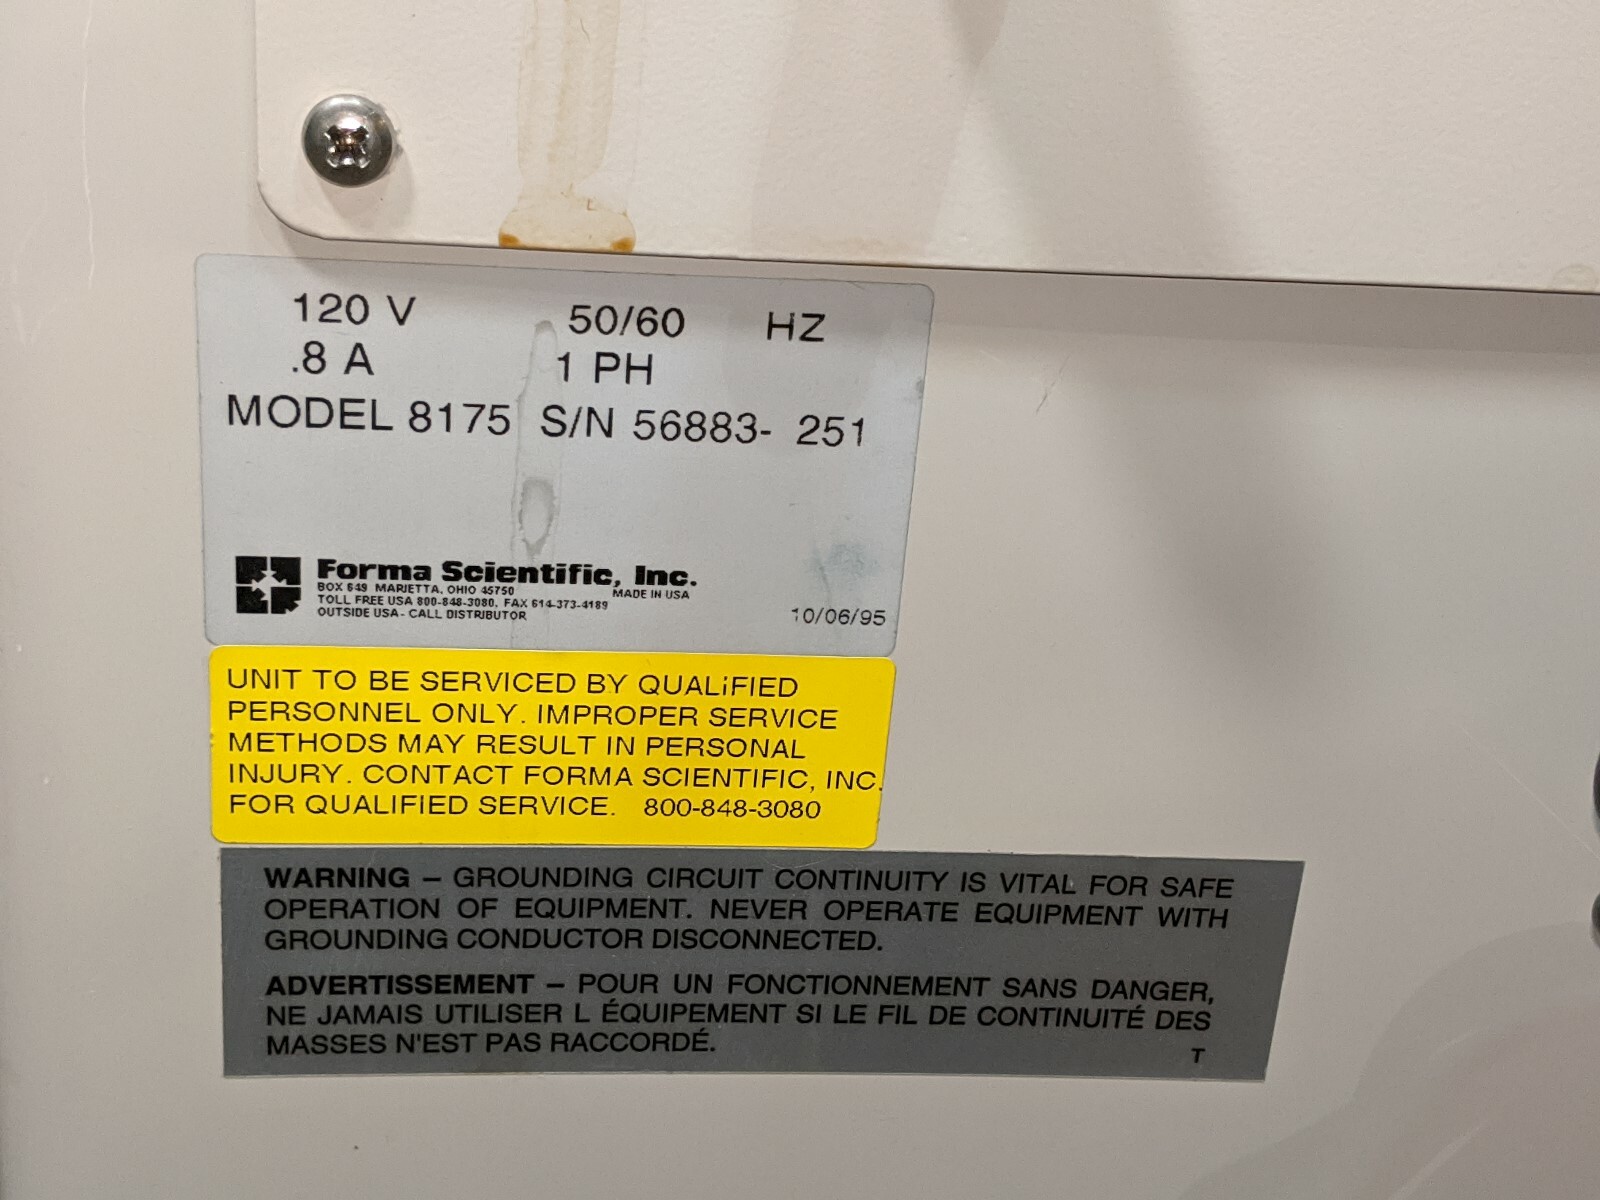 120 V 50/60 HZ
.8 A 1 PH
MODEL 8175 S/N 56883- 251
Forma Scientific, Inc.
BOX 649 MARIETTA, OHIO 45750 MADE IN USA
TOLL FREE USA 800-848-3080, FAX 614-373-4189
OUTSIDE USA - CALL DISTRIBUTOR
10/06/95
UNIT TO BE SERVICED BY QUALiFIED
PERSONNEL ONLY. IMPROPER SERVICE
METHODS MAY RESULT IN PERSONAL
INJURY. CONTACT FORMA SCIENTIFIC, INC.
FOR QUALIFIED SERVICE. 800-848-3080
WARNING – GROUNDING CIRCUIT CONTINUITY IS VITAL FOR SAFE
OPERATION OF EQUIPMENT. NEVER OPERATE EQUIPMENT WITH
GROUNDING CONDUCTOR DISCONNECTED.
ADVERTISSEMENT – POUR UN FONCTIONNEMENT SANS DANGER,
NE JAMAIS UTILISER L ÉQUIPEMENT SI LE FIL DE CONTINUITÉ DES
MASSES N'EST PAS RACCORDÉ.
T